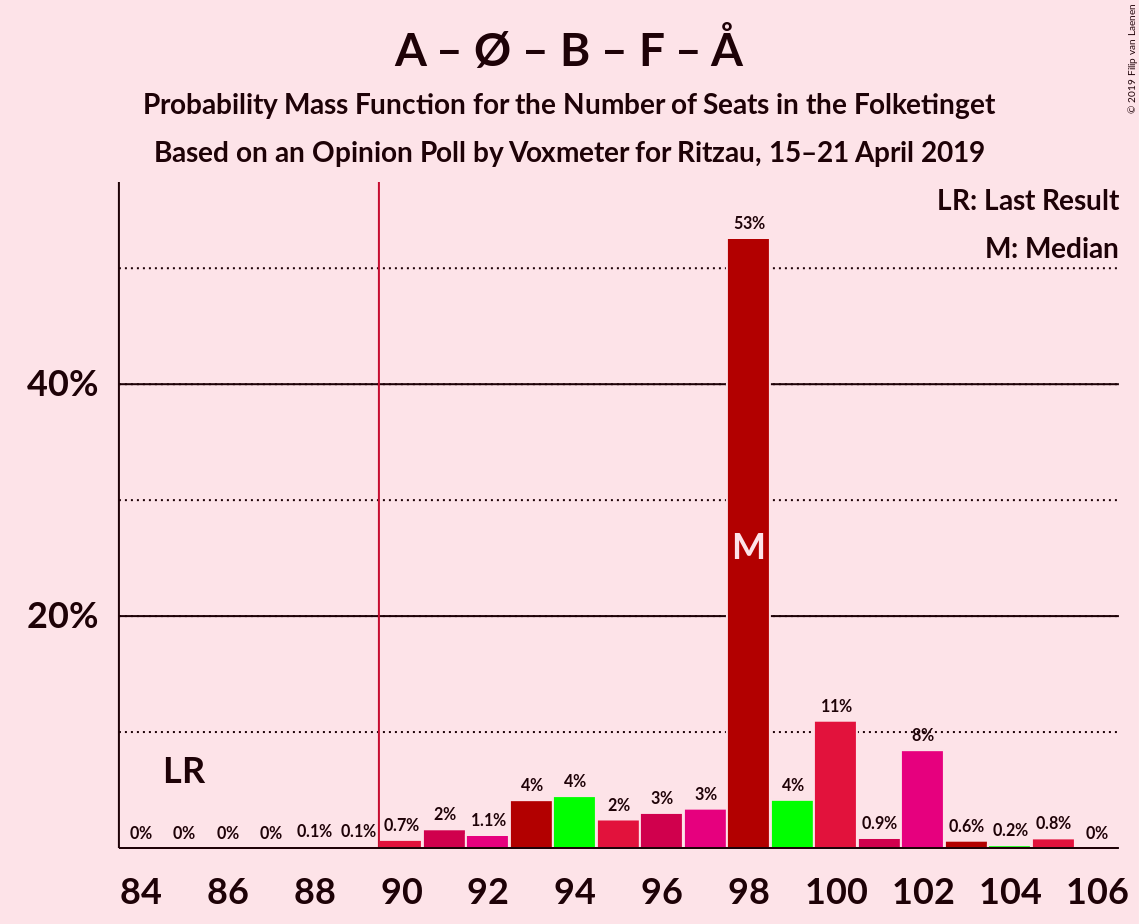 A – Ø – B – F – Å
Probability Mass Function for the Number of Seats in the Folketinget
Based on an Opinion Poll by Voxmeter for Ritzau, 15–21 April 2019
© 2019 Filip van Laenen
LR: Last Result
M: Median
53%
40%
M
20%
11%
8%
LR
4%
4%
4%
3%
3%
2%
2%
1.1%
0.9%
0.8%
0.7%
0.6%
0.2%
0.1%
0.1%
0%
0%
0%
0%
0%
84 86 88 90 92 94 96 98 100 102 104 106